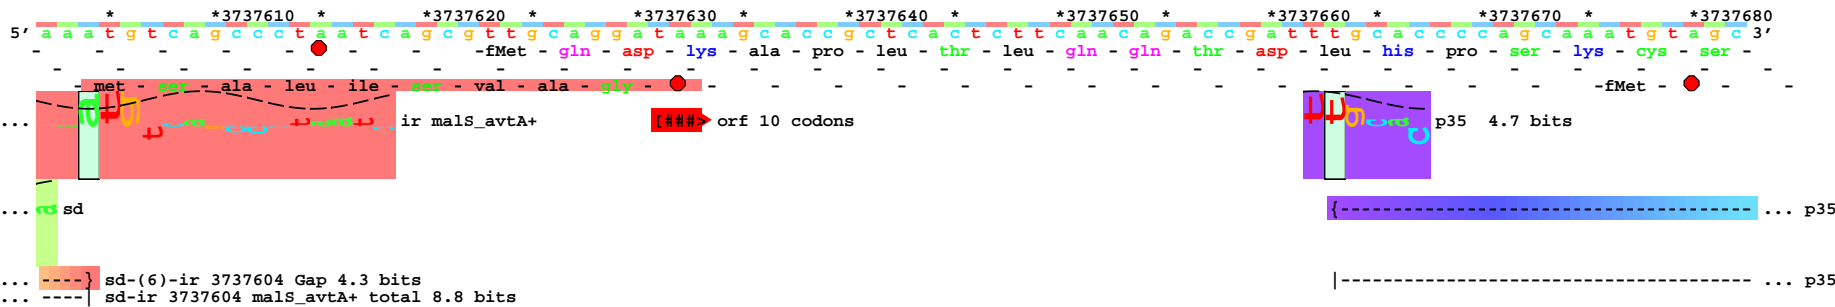 * *3737610 * *3737620 * *3737630 * *3737640 * *3737650 * *3737660 * *3737670 * *3737680
5' a a a t g t c a g c c c t a a t c a g c g t t g c a g g a t a a a g c a c c g c t c a c t c t t c a a c a g a c c g a t t t g c a c c c c a g c a a a t g t a g c 3'
- - - - - - - fMet - gln - asp - lys - ala - pro - leu - thr - leu - gln - gln - thr - asp - leu - his - pro - ser - lys - cys - ser -
- met - ser - ala - leu - ile - ser - val - ala - gly - - - - - - - - - - - - - - - - - - -fMet - - - -
... ir malS_avtA+ [###> orf 10 codons p35 4.7 bits
... sd {--------------------------------------- ... p35
... ----} sd-(6)-ir 3737604 Gap 4.3 bits |--------------------------------------- ... p35
... ----| sd-ir 3737604 malS_avtA+ total 8.8 bits